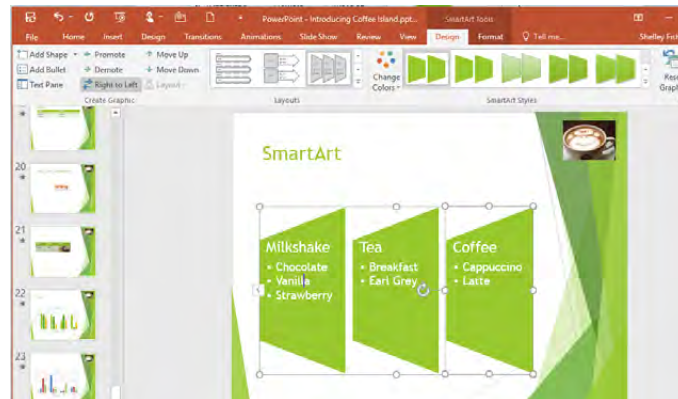 PowerPoint - Introducing Coffee Island.ppt...
SmartArt Tools
File Home Insert Design Transitions Animations Slide Show Review View Design Format Tell me...
Add Shape Promote Move Up
Add Bullet Demote Move Down
Text Pane Right to Left Layout
Change
Colors
Create Graphic Layouts SmartArt Styles
20
21
22
23
SmartArt
Milkshake
• Chocolate
• Vanilla
• Strawberry
Tea
• Breakfast
• Earl Grey
Coffee
• Cappuccino
• Latte